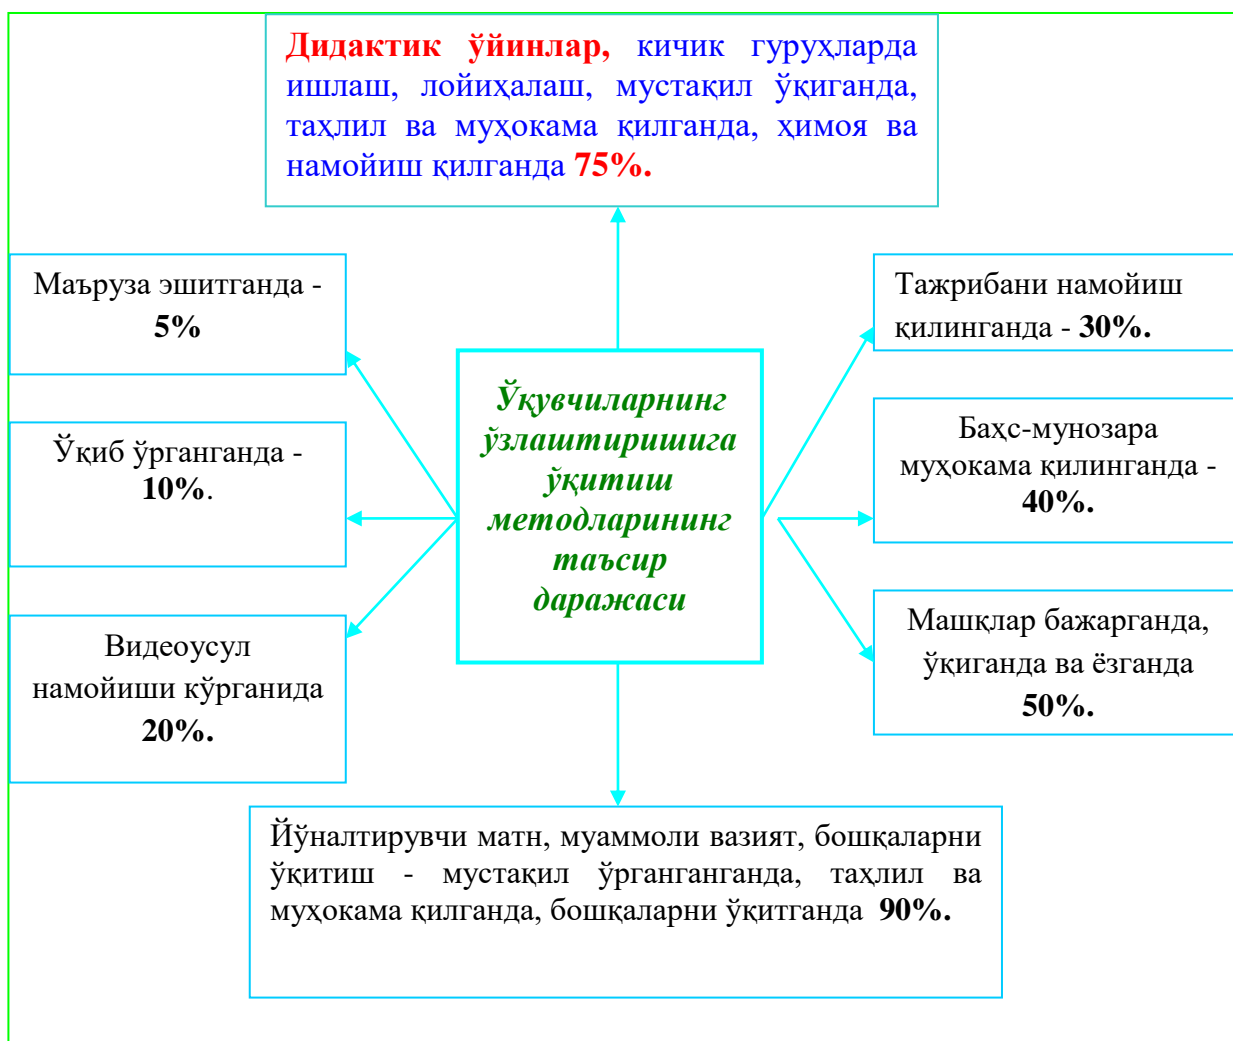 Дидактик ўйинлар, кичик гуруҳларда
ишлаш, лойиҳалаш, мустақил ўқиганда,
таҳлил ва муҳокама қилганда, ҳимоя ва
намойиш қилганда 75%.
Маъруза эшитганда -
5%
Ўқиб ўрганганда -
10%.
Видеоусул
намойиши кўрганида
20%.
Ўқувчиларнинг
ўзлаштиришига
ўқитиш
методларининг
таъсир
даражаси
Тажрибани намойиш
қилинганда - 30%.
Баҳс-мунозара
муҳокама қилинганда -
40%.
Машқлар бажарганда,
ўқиганда ва ёзганда
50%.
Йўналтирувчи матн, муаммоли вазият, бошқаларни
ўқитиш - мустақил ўрганганганда, таҳлил ва
муҳокама қилганда, бошқаларни ўқитганда 90%.